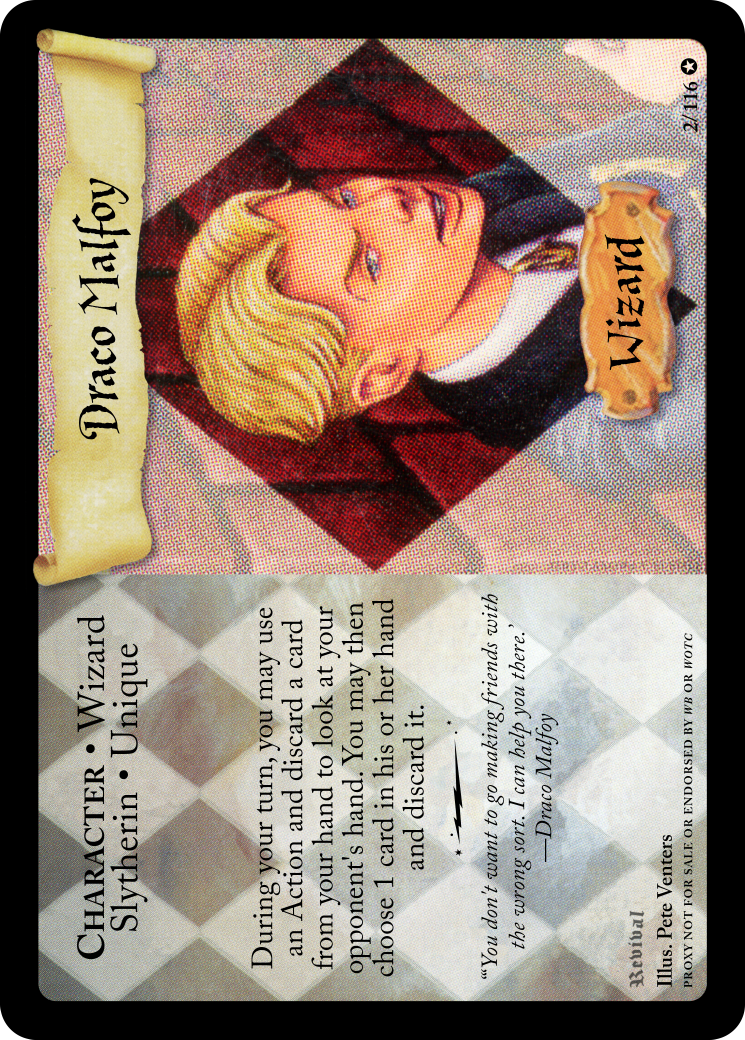 Draco Malfoy
CHARACTER • Wizard
Slytherin • Unique
During your turn, you may use
an Action and discard a card
from your hand to look at your
opponent's hand. You may then
choose 1 card in his or her hand
and discard it.
“‘You don't want to go making friends with
the wrong sort. I can help you there.’
—Draco Malfoy
Revival
Illus. Pete Venters
PROXY NOT FOR SALE OR ENDORSED BY WB OR WOTC
Wizard
2/116